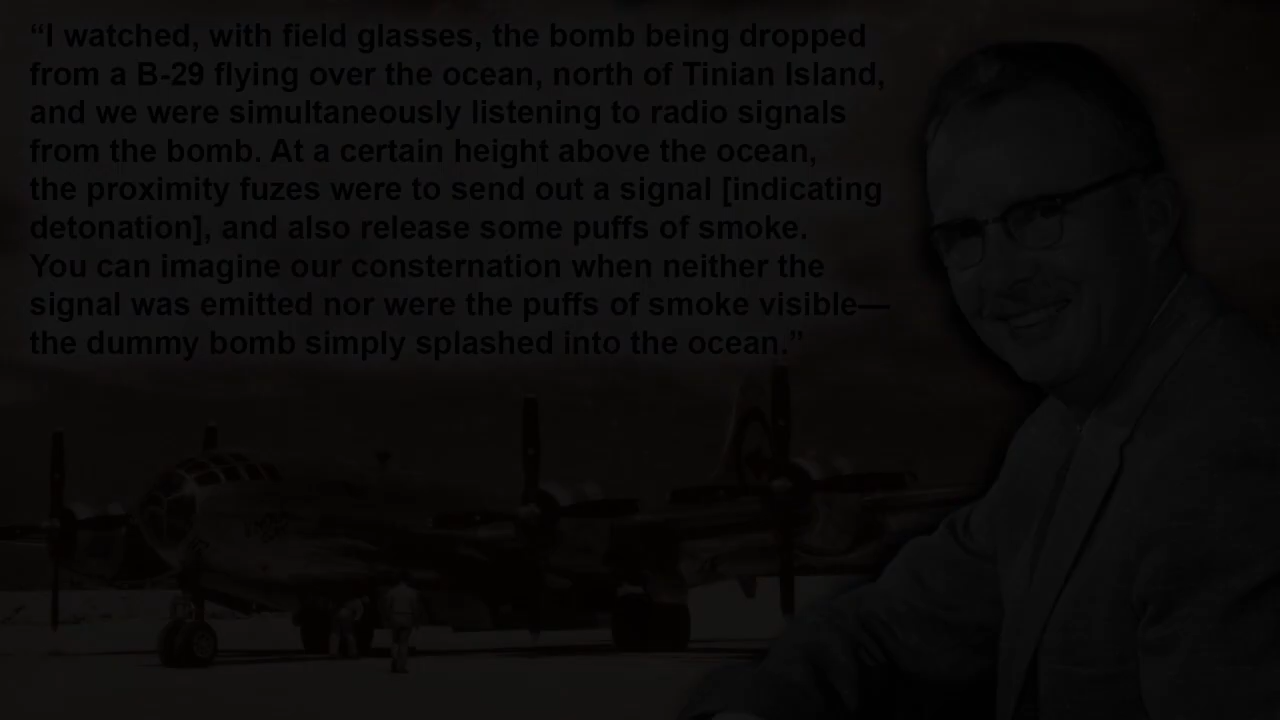 “I watched, with field glasses, the bomb being dropped
from a B-29 flying over the ocean, north of Tinian Island,
and we were simultaneously listening to radio signals
from the bomb. At a certain height above the ocean,
the proximity fuzes were to send out a signal [indicating
detonation], and also release some puffs of smoke.
You can imagine our consternation when neither the
signal was emitted nor were the puffs of smoke visible—
the dummy bomb simply splashed into the ocean.”